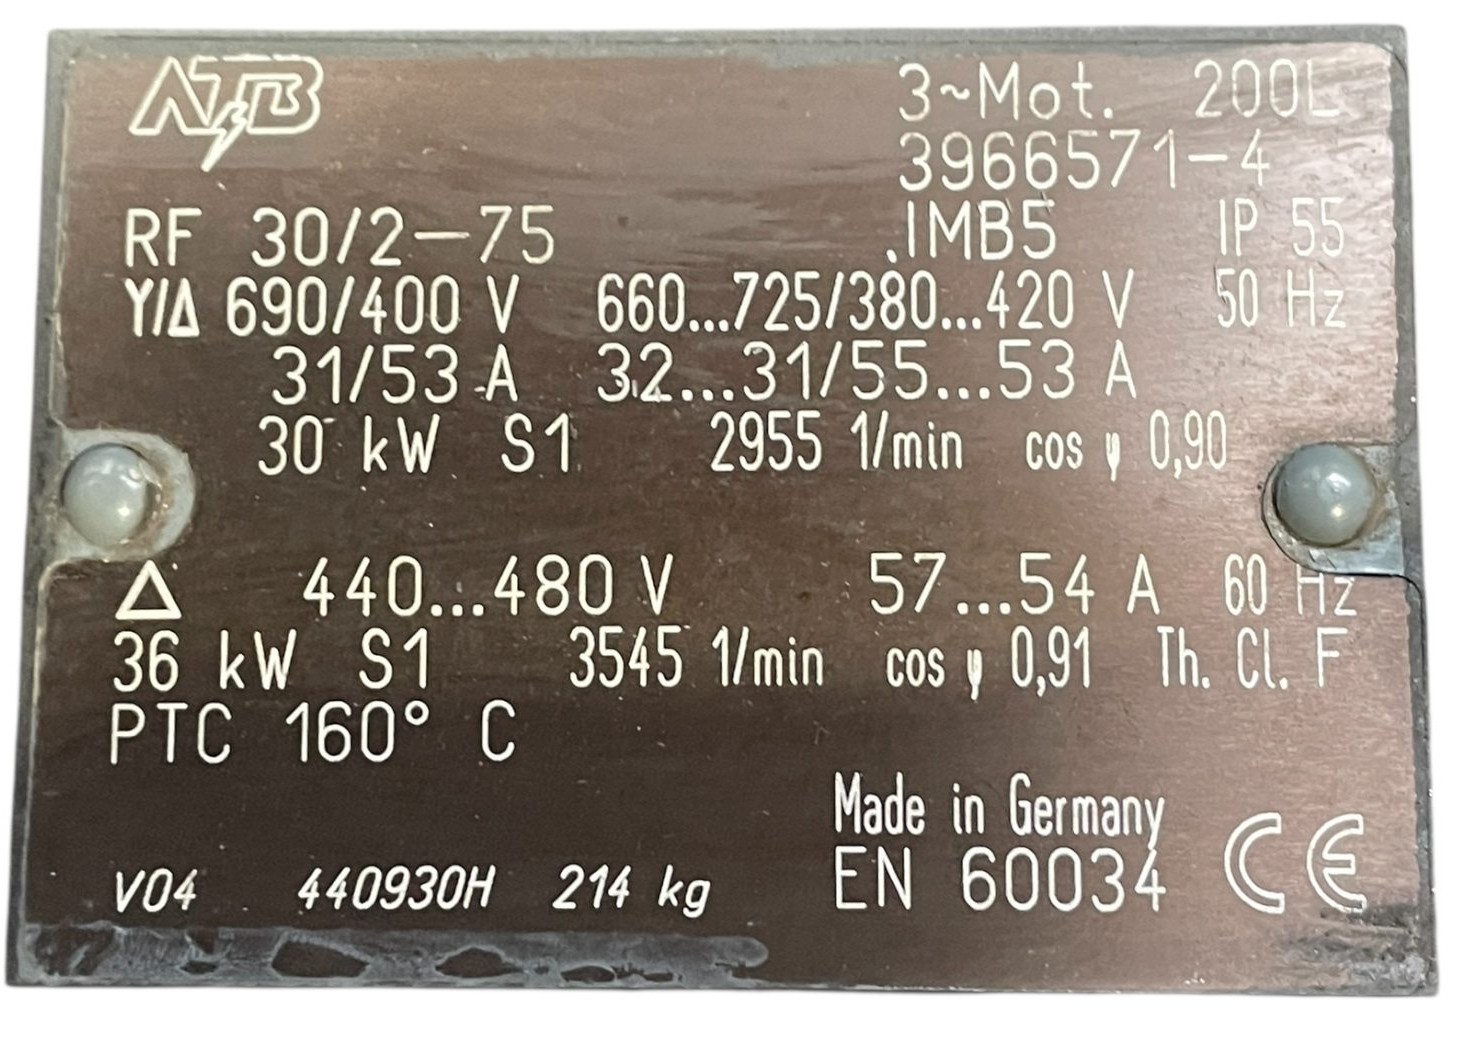 ATB
3~Mot. 200L
3966571-4
RF 30/2-75 IMB5 IP 55
Y/Δ 690/400 V 660...725/380...420 V 50 Hz
31/53 A 32...31/55...53 A
30 kW S1 2955 1/min cos φ 0,90
Δ 440...480 V 57...54 A 60 Hz
36 kW S1 3545 1/min cos φ 0,91 Th. Cl. F
PTC 160° C
Made in Germany
V04 440930H 214 kg EN 60034 CE